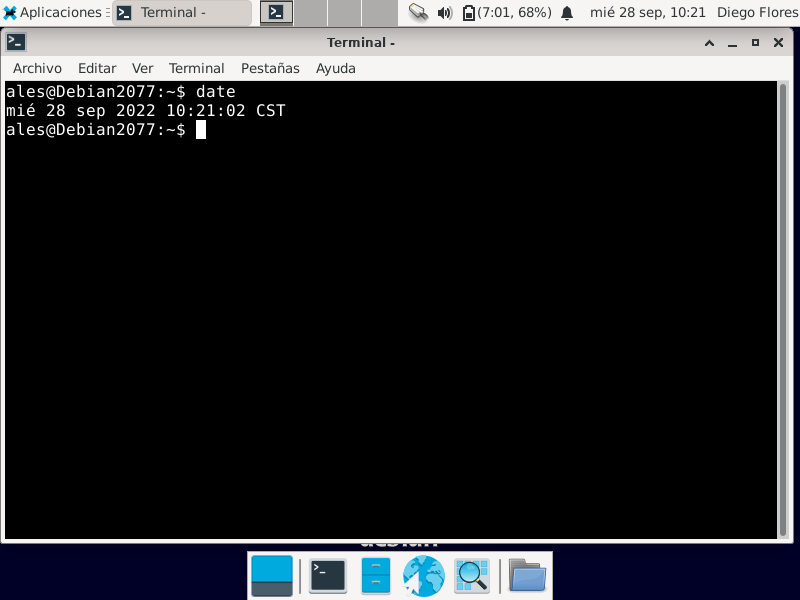 Aplicaciones Terminal - (7:01, 68%) mié 28 sep, 10:21 Diego Flores
Terminal -
Archivo Editar Ver Terminal Pestañas Ayuda
ales@Debian2077:~$ date
mié 28 sep 2022 10:21:02 CST
ales@Debian2077:~$
debian